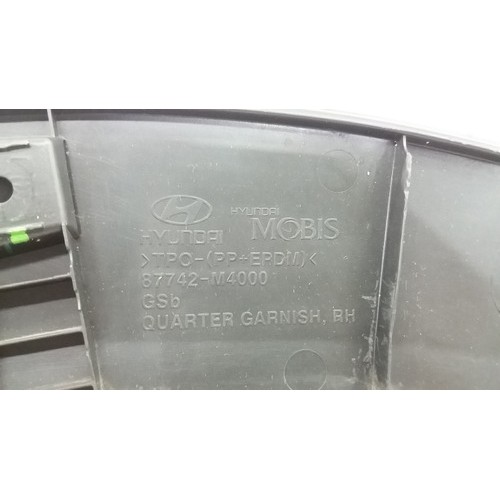 HYUNDAI
HYUNDAI
MOBIS
>TPO-(PP+EPDM)<
87742-M4000
GSb
QUARTER GARNISH, RH